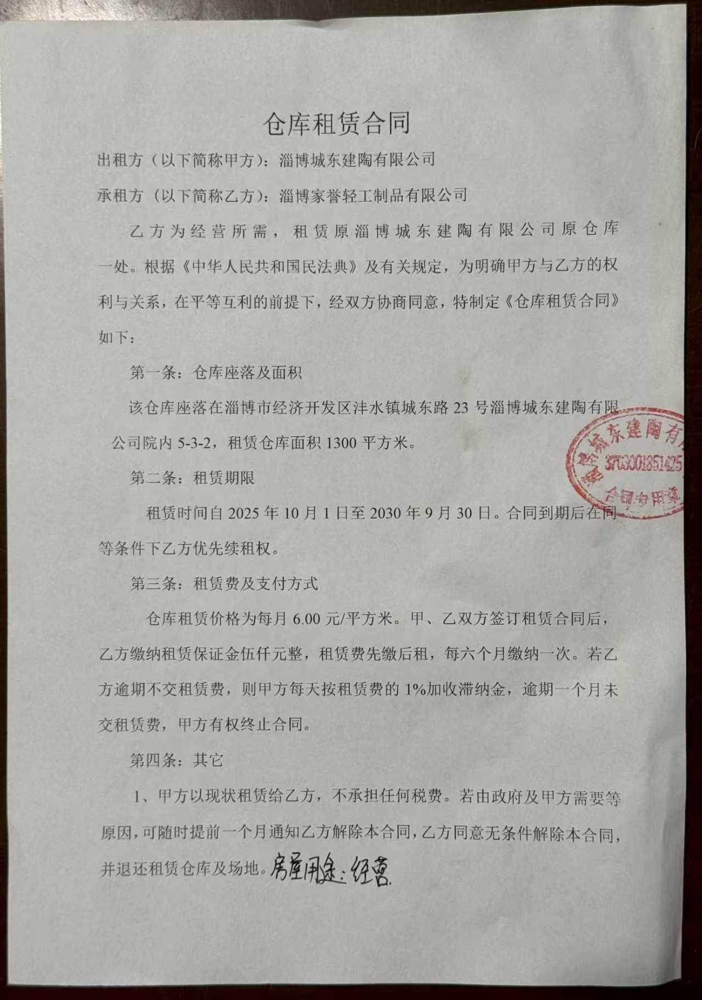 仓库租赁合同
出租方（以下简称甲方）：淄博城东建陶有限公司
承租方（以下简称乙方）：淄博家誉轻工制品有限公司
乙方为经营所需，租赁原淄博城东建陶有限公司原仓库
一处。根据《中华人民共和国民法典》及有关规定，为明确甲方与乙方的权
利与关系，在平等互利的前提下，经双方协商同意，特制定《仓库租赁合同》
如下：
第一条：仓库座落及面积
该仓库座落在淄博市经济开发区沣水镇城东路 23 号淄博城东建陶有限
公司院内 5-3-2，租赁仓库面积 1300 平方米。
城东建陶有
3703001851425
合同专用章
第二条：租赁期限
租赁时间自 2025 年 10 月 1 日至 2030 年 9 月 30 日。合同到期后在同
等条件下乙方优先续租权。
第三条：租赁费及支付方式
仓库租赁价格为每月 6.00 元/平方米。甲、乙双方签订租赁合同后，
乙方缴纳租赁保证金伍仟元整，租赁费先缴后租，每六个月缴纳一次。若乙
方逾期不交租赁费，则甲方每天按租赁费的 1%加收滞纳金，逾期一个月未
交租赁费，甲方有权终止合同。
第四条：其它
1、甲方以现状租赁给乙方，不承担任何税费。若由政府及甲方需要等
原因，可随时提前一个月通知乙方解除本合同，乙方同意无条件解除本合同，
并退还租赁仓库及场地。房屋用途：经营.